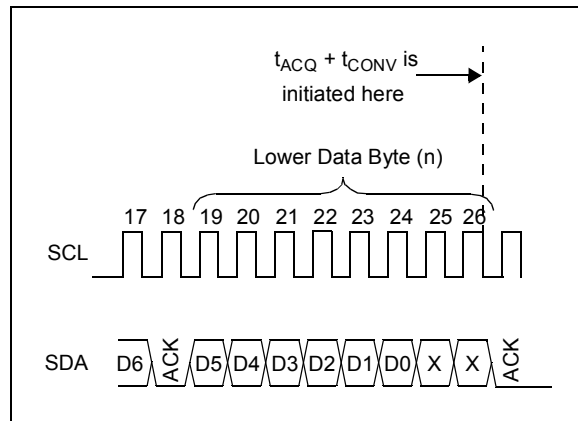 tACQ + tCONV is
initiated here
Lower Data Byte (n)
17 18 19 20 21 22 23 24 25 26
SCL
SDA D6 ACK D5 D4 D3 D2 D1 D0 X X ACK